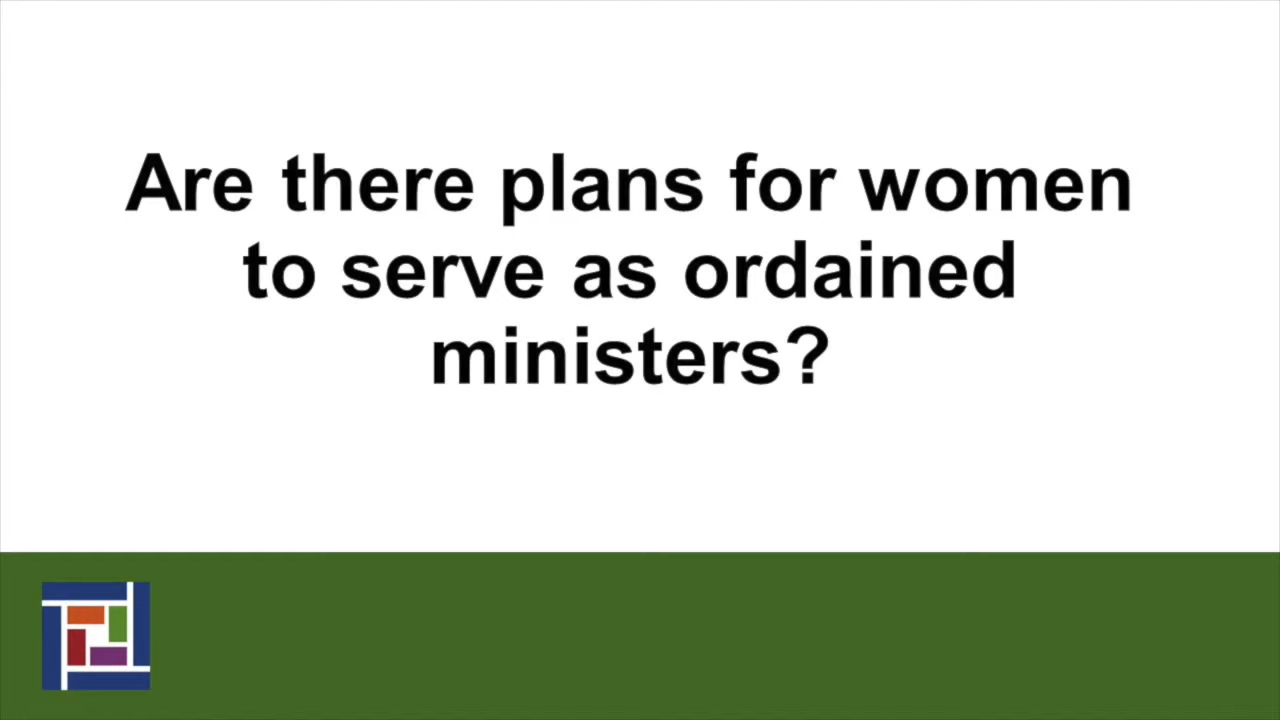 Are there plans for women
to serve as ordained
ministers?